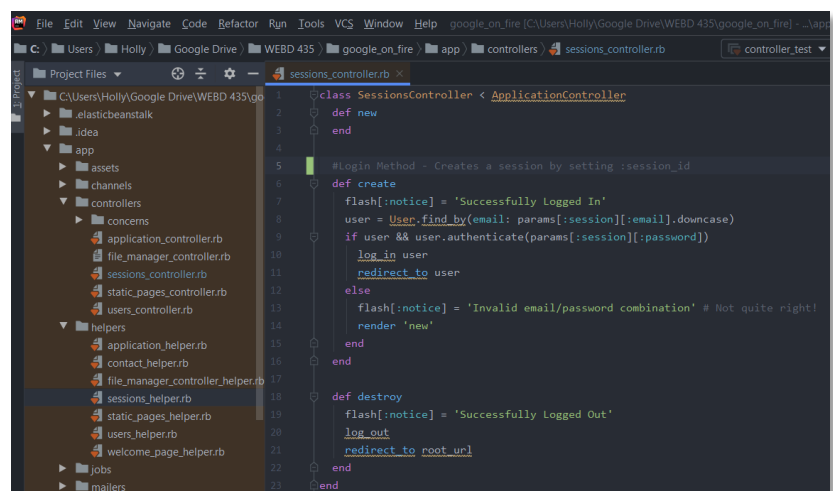 RM File Edit View Navigate Code Refactor Run Tools VCS Window Help google_on_fire [C:\Users\Holly\Google Drive\WEBD 435\google_on_fire] - ...\app
C: Users Holly Google Drive WEBD 435 google_on_fire app controllers sessions_controller.rb controller_test
1: Project
Project Files
C:\Users\Holly\Google Drive\WEBD 435\go
.elasticbeanstalk
.idea
app
assets
channels
controllers
concerns
application_controller.rb
file_manager_controller.rb
sessions_controller.rb
static_pages_controller.rb
users_controller.rb
helpers
application_helper.rb
contact_helper.rb
file_manager_controller_helper.rb
sessions_helper.rb
static_pages_helper.rb
users_helper.rb
welcome_page_helper.rb
jobs
mailers
sessions_controller.rb
1 class SessionsController < ApplicationController
2 def new
3 end
4
5 #Login Method - Creates a session by setting :session_id
6 def create
7 flash[:notice] = 'Successfully Logged In'
8 user = User.find_by(email: params[:session][:email].downcase)
9 if user && user.authenticate(params[:session][:password])
10 log_in user
11 redirect_to user
12 else
13 flash[:notice] = 'Invalid email/password combination' # Not quite right!
14 render 'new'
15 end
16 end
17
18 def destroy
19 flash[:notice] = 'Successfully Logged Out'
20 log_out
21 redirect_to root_url
22 end
23 end